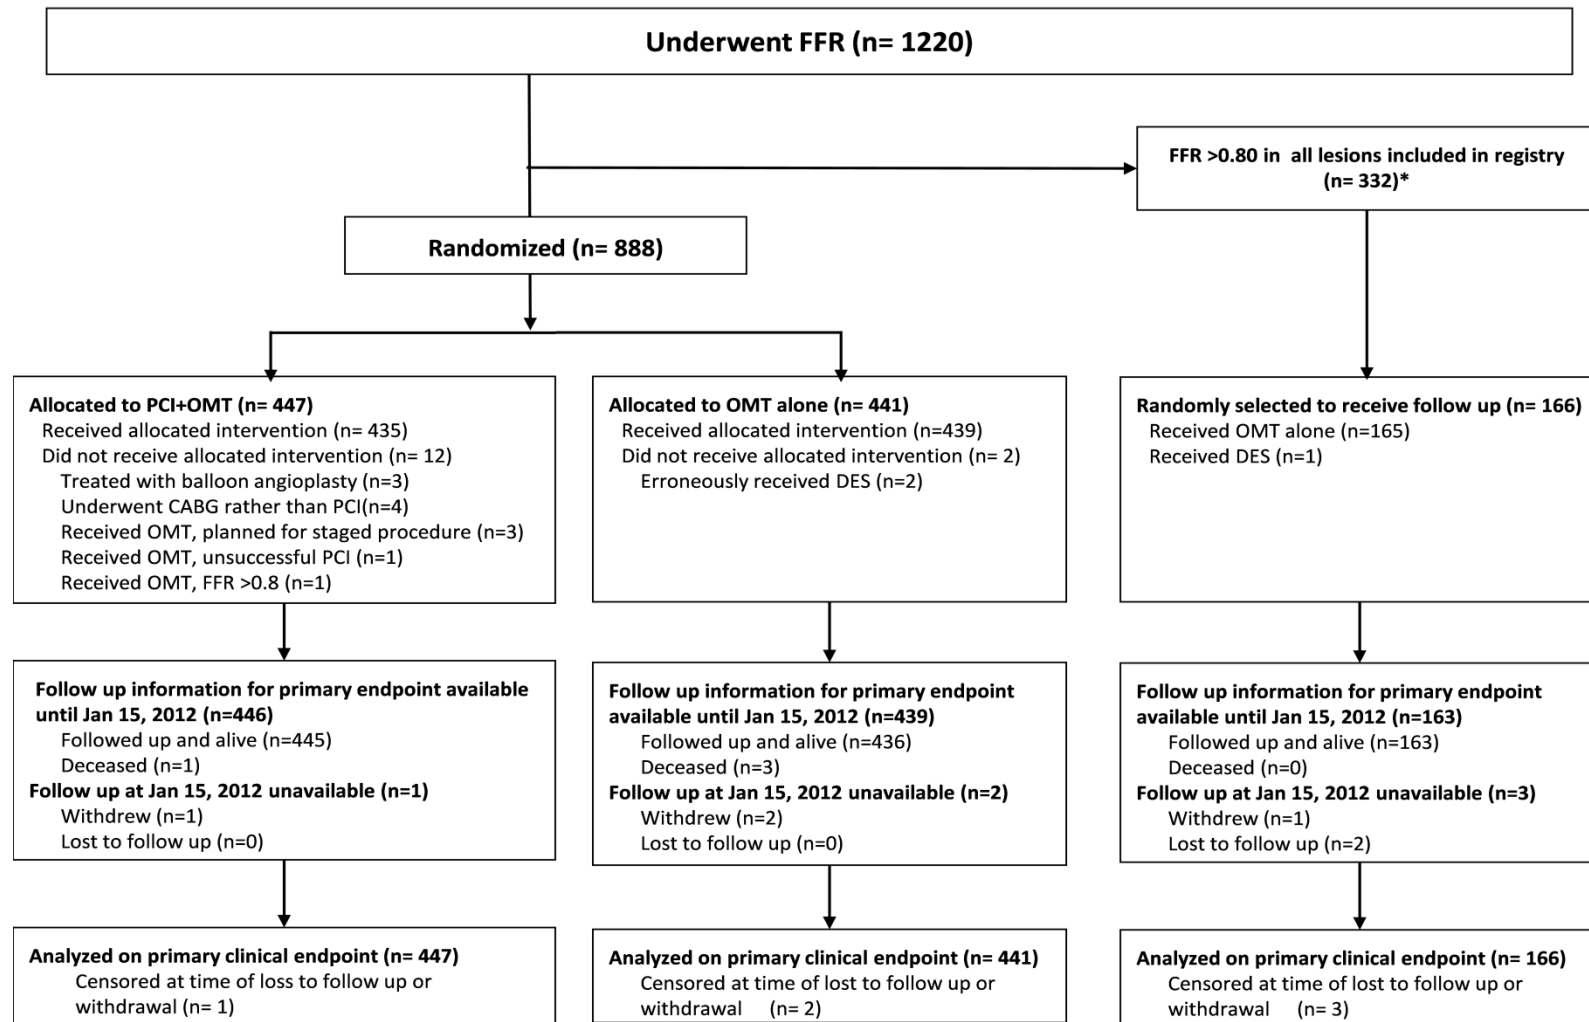 Underwent FFR (n= 1220)
FFR >0.80 in  all lesions included in registry
(n= 332)*
Randomized (n= 888)
Allocated to PCI+OMT (n= 447)
Received allocated intervention (n= 435)
Did not receive allocated intervention (n= 12)
Treated with balloon angioplasty (n=3)
Underwent CABG rather than PCI(n=4)
Received OMT, planned for staged procedure (n=3)
Received OMT, unsuccessful PCI (n=1)
Received OMT, FFR >0.8 (n=1)
Allocated to OMT alone (n= 441)
Received allocated intervention (n=439)
Did not receive allocated intervention (n= 2)
Erroneously received DES (n=2)
Randomly selected to receive follow up (n= 166)
Received OMT alone (n=165)
Received DES (n=1)
Follow up information for primary endpoint available
until Jan 15, 2012 (n=446)
Followed up and alive (n=445)
Deceased (n=1)
Follow up at Jan 15, 2012 unavailable (n=1)
Withdrew (n=1)
Lost to follow up (n=0)
Follow up information for primary endpoint
available until Jan 15, 2012 (n=439)
Followed up and alive (n=436)
Deceased (n=3)
Follow up at Jan 15, 2012 unavailable (n=2)
Withdrew (n=2)
Lost to follow up (n=0)
Follow up information for primary endpoint
available until Jan 15, 2012 (n=163)
Followed up and alive (n=163)
Deceased (n=0)
Follow up at Jan 15, 2012 unavailable (n=3)
Withdrew (n=1)
Lost to follow up (n=2)
Analyzed on primary clinical endpoint (n= 447)
Censored at time of loss to follow up or
withdrawal (n= 1)
Analyzed on primary clinical endpoint (n= 441)
Censored at time of lost to follow up or
withdrawal    (n= 2)
Analyzed on primary clinical endpoint (n= 166)
Censored at time of lost to follow up or
withdrawal    (n= 3)